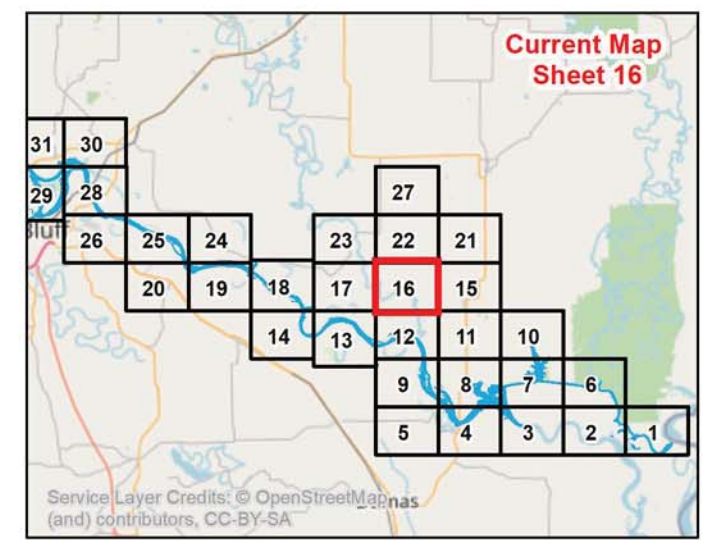 Current Map
Sheet 16
31 30
29 28 27
Bluff 26 25 24 23 22 21
20 19 18 17 16 15
14 13 12 11 10
9 8 7 6
5 4 3 2 1
Service Layer Credits: © OpenStreetMap
(and) contributors, CC-BY-SA